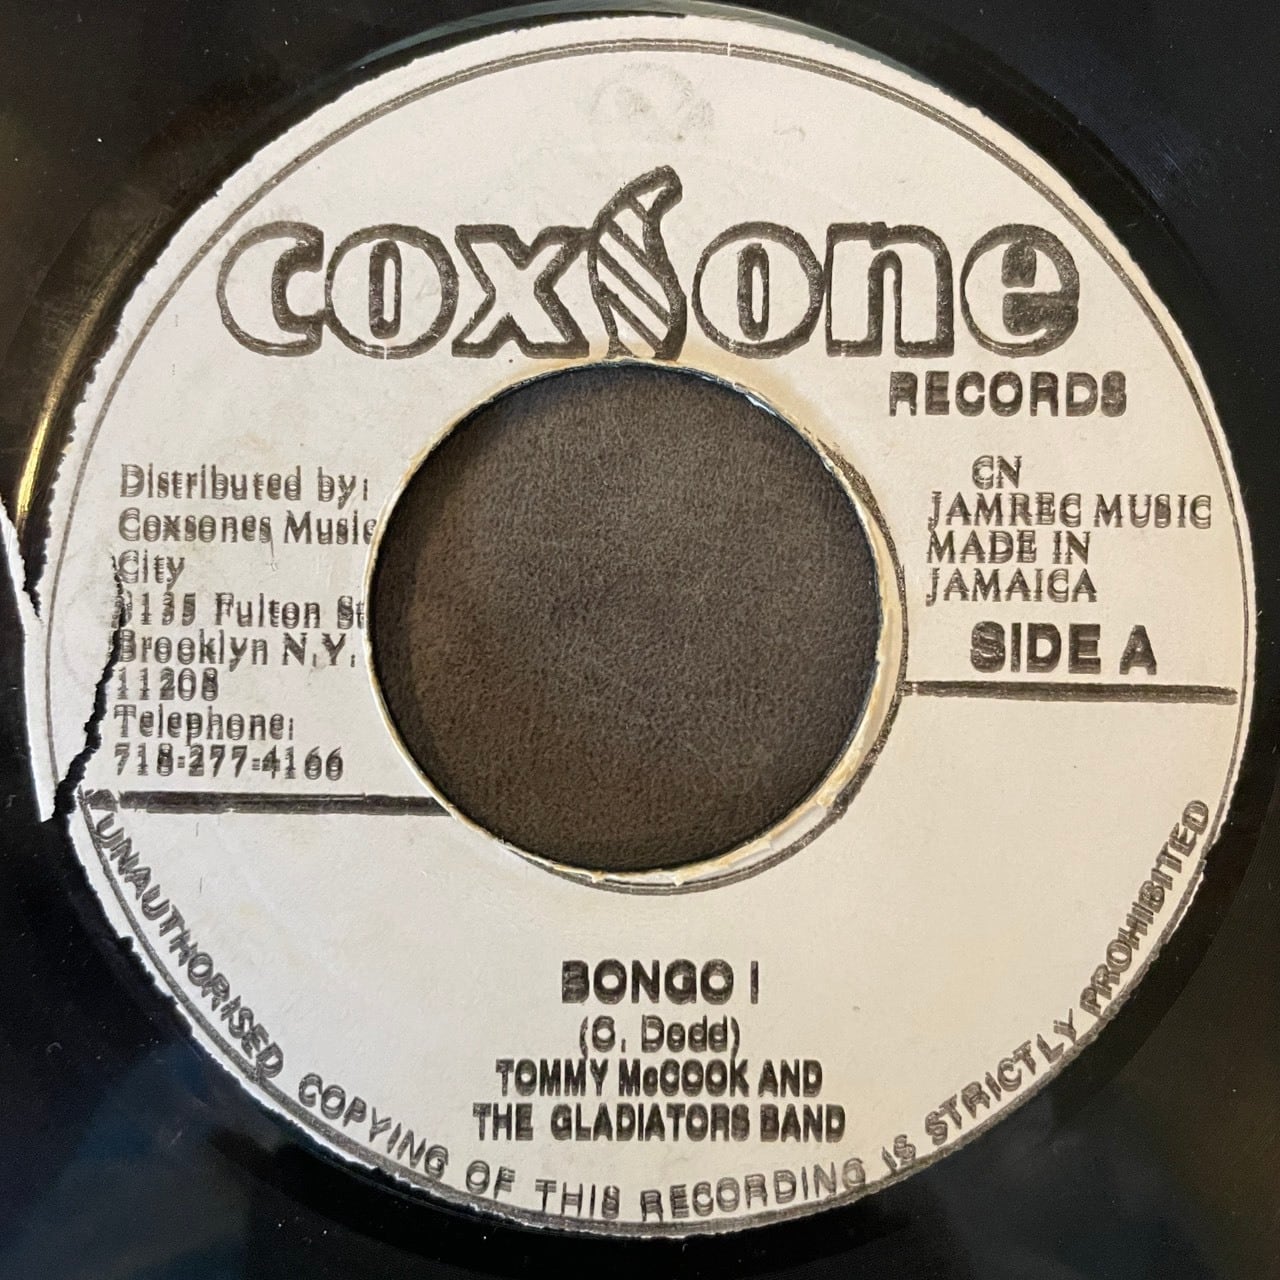 coxsone
RECORDS
Distributed by:
Coxsones Music
City
3135 Fulton St
Brooklyn N.Y.
11208
Telephone:
718-277-4166
CN
JAMREC MUSIC
MADE IN
JAMAICA
SIDE A
BONGO I
(C. Dodd)
TOMMY McCOOK AND
THE GLADIATORS BAND
UNAUTHORISED COPYING OF THIS RECORDING IS STRICTLY PROHIBITED